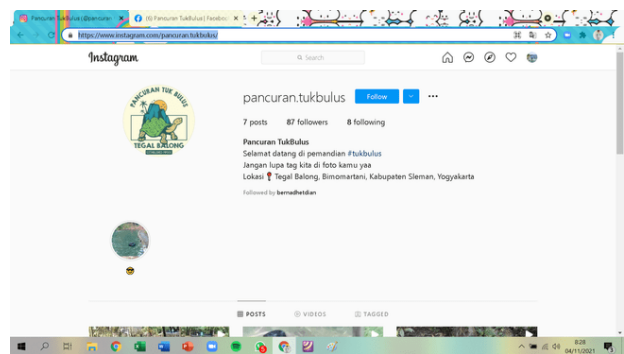 Pancuran TukBulus (@pancuran
(6) Pancuran TukBulus | Facebook
https://www.instagram.com/pancuran.tukbulus/
Instagram
Search
PANCURAN TUK BULUS
TEGAL BALONG
pancuran.tukbulus
Follow
7 posts 87 followers 8 following
Pancuran TukBulus
Selamat datang di pemandian #tukbulus
Jangan lupa tag kita di foto kamu yaa
Lokasi 📍 Tegal Balong, Bimomartani, Kabupaten Sleman, Yogyakarta
Followed by bernadhetdian
POSTS VIDEOS TAGGED
8:28
04/11/2021